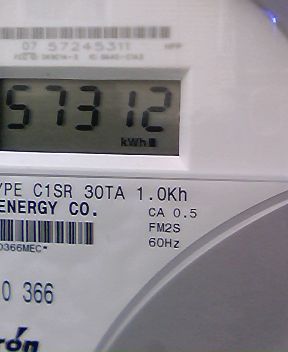 07 57245311
57312
kWh
YPE C1SR 30TA 1.0Kh
ENERGY CO.
CA 0.5
FM2S
60Hz
0366MEC*
0 366
rón